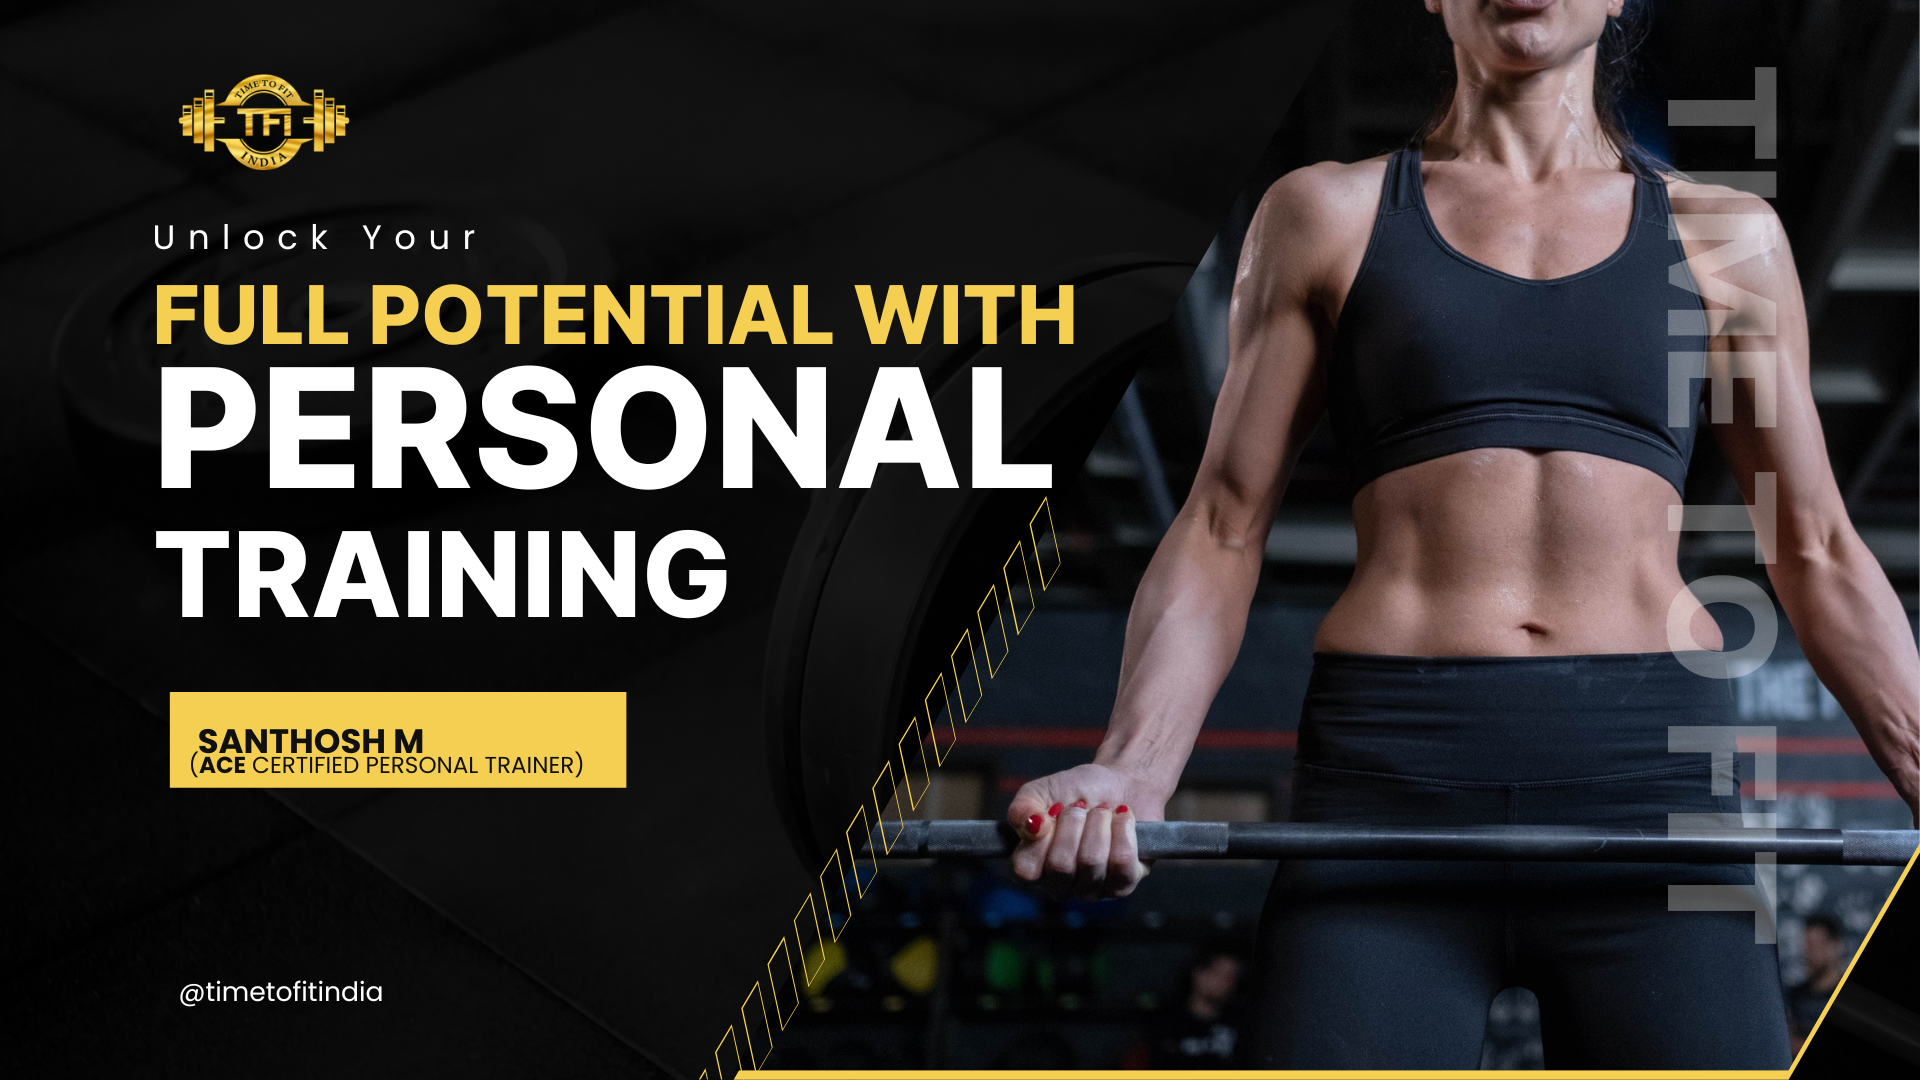 TIME TO FIT
TFI
INDIA
Unlock Your
FULL POTENTIAL WITH
PERSONAL
TRAINING
SANTHOSH M
(ACE CERTIFIED PERSONAL TRAINER)
@timetofitindia
TIME TO FIT